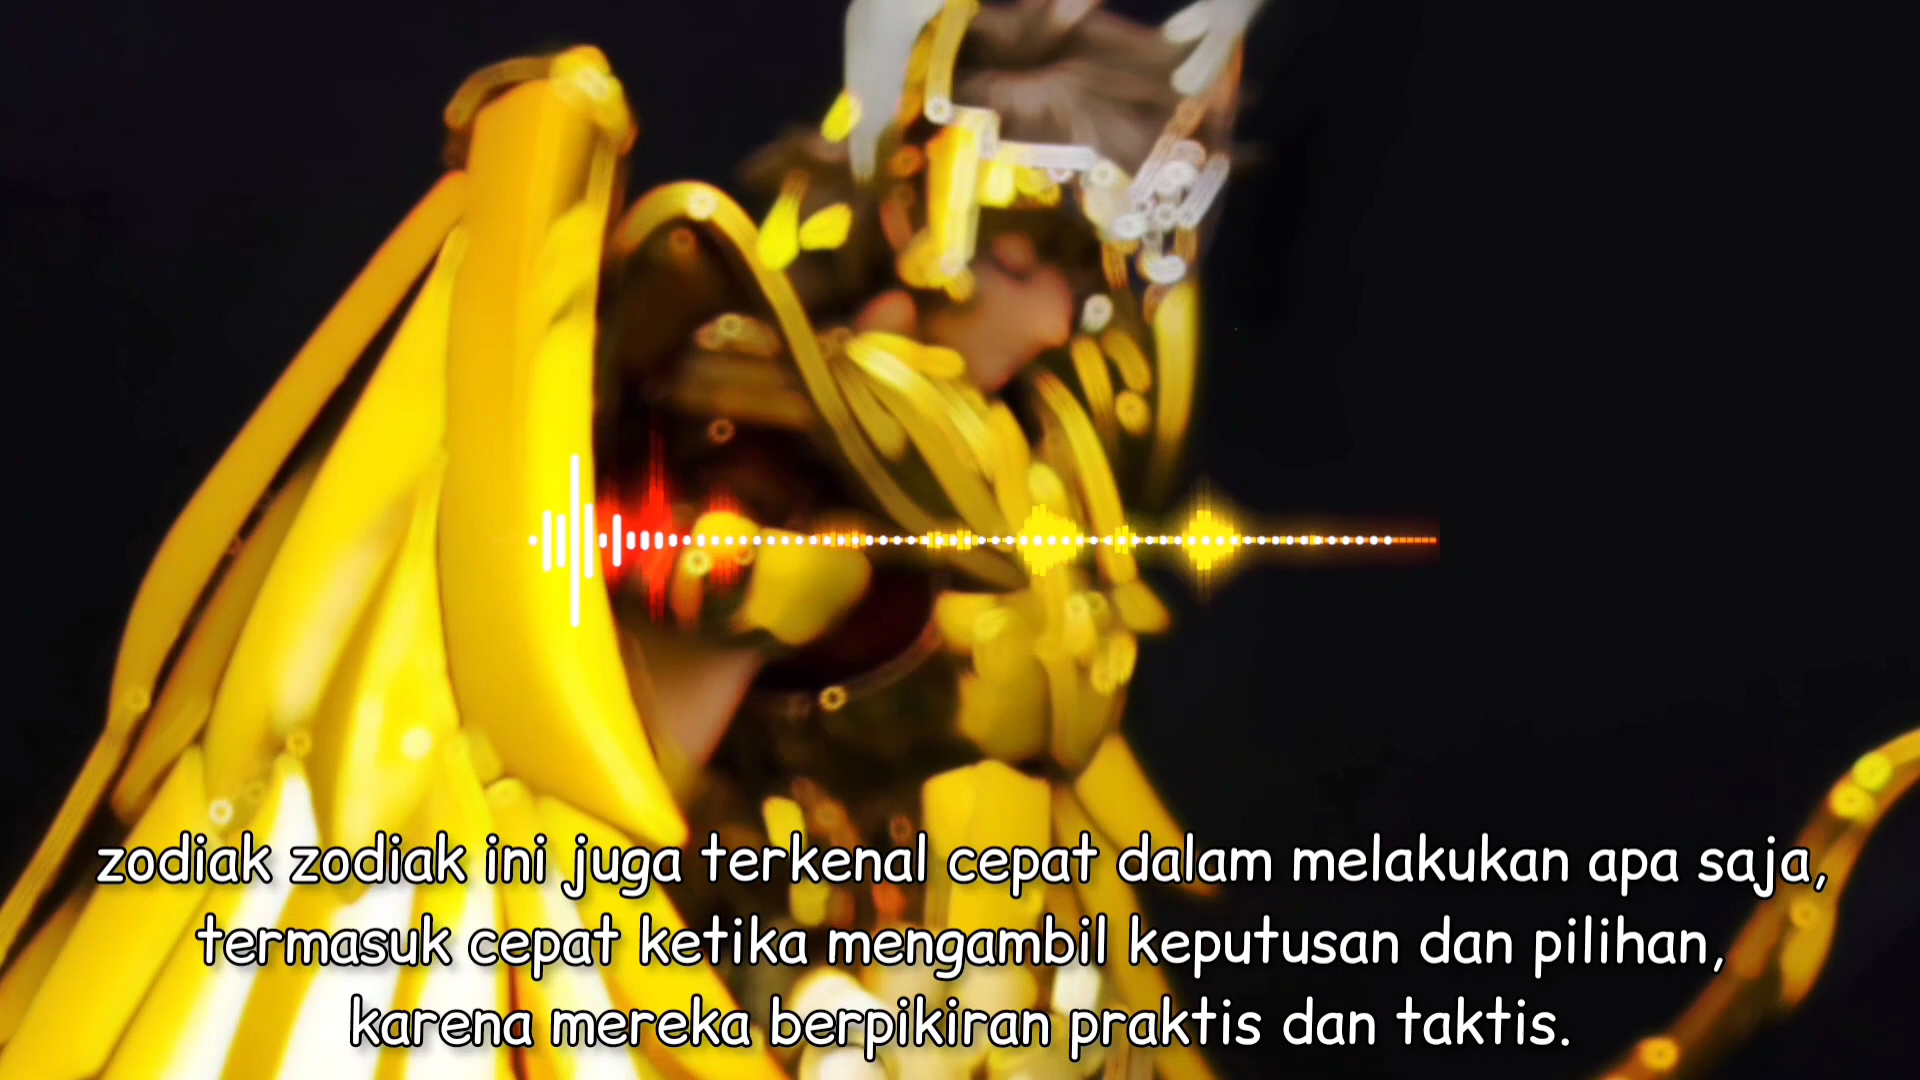 zodiak zodiak ini juga terkenal cepat dalam melakukan apa saja,
termasuk cepat ketika mengambil keputusan dan pilihan,
karena mereka berpikiran praktis dan taktis.